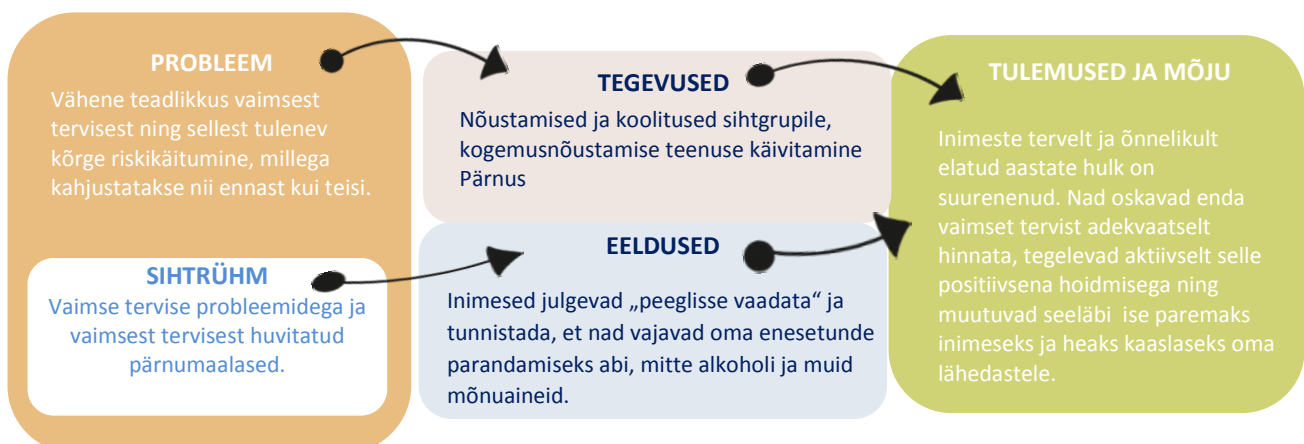 PROBLEEM
Vähene teadlikkus vaimsest
tervisest ning sellest tulenev
kõrge riskikäitumine, millega
kahjustatakse nii ennast kui teisi.
SIHTRÜHM
Vaimse tervise probleemidega ja
vaimsest tervisest huvitatud
pärnumaalased.
TEGEVUSED
Nõustamised ja koolitused sihtgrupile,
kogemusnõustamise teenuse käivitamine
Pärnus
EELDUSED
Inimesed julgevad „peeglisse vaadata“ ja
tunnistada, et nad vajavad oma enesetunde
parandamiseks abi, mitte alkoholi ja muid
mõnuaineid.
TULEMUSED JA MÕJU
Inimeste tervelt ja õnnelikult
elatud aastate hulk on
suurenenud. Nad oskavad enda
vaimset tervist adekvaatselt
hinnata, tegelevad aktiivselt selle
positiivsena hoidmisega ning
muutuvad seeläbi ise paremaks
inimeseks ja heaks kaaslaseks oma
lähedastele.